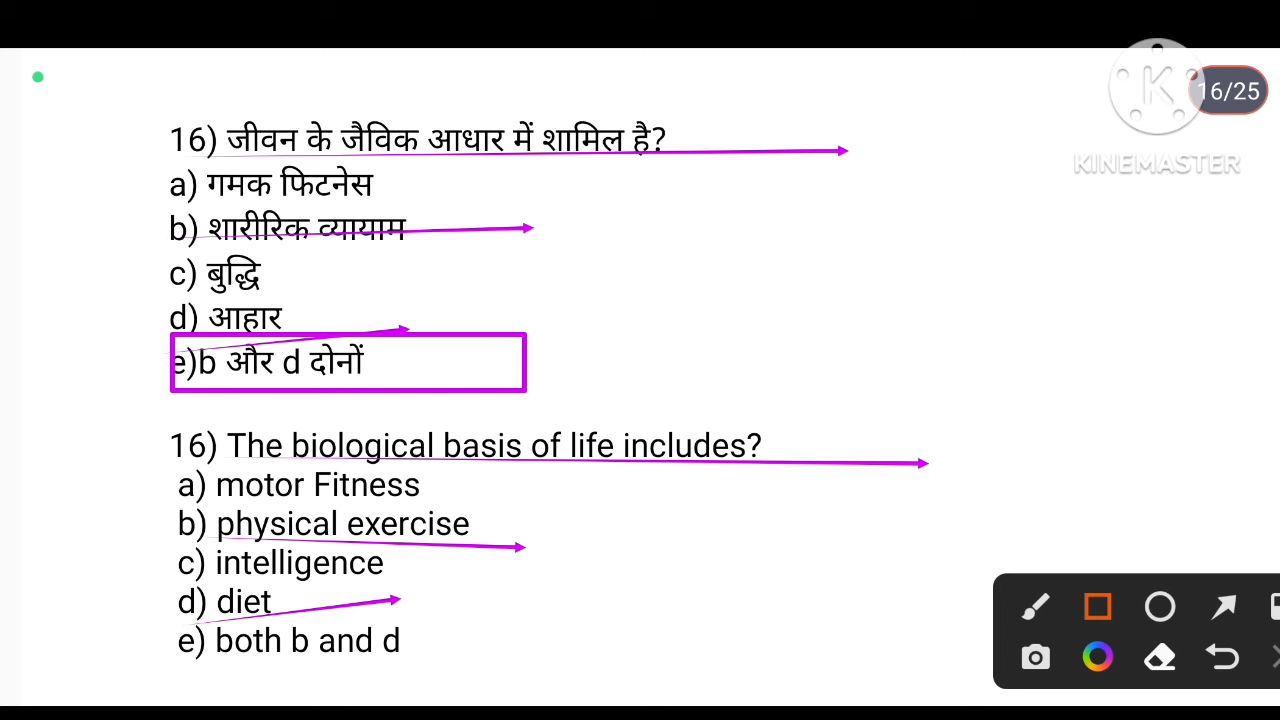 16/25
KINEMASTER
16) जीवन के जैविक आधार में शामिल है?
a) गमक फिटनेस
b) शारीरिक व्यायाम
c) बुद्धि
d) आहार
e)b और d दोनों
16) The biological basis of life includes?
a) motor Fitness
b) physical exercise
c) intelligence
d) diet
e) both b and d